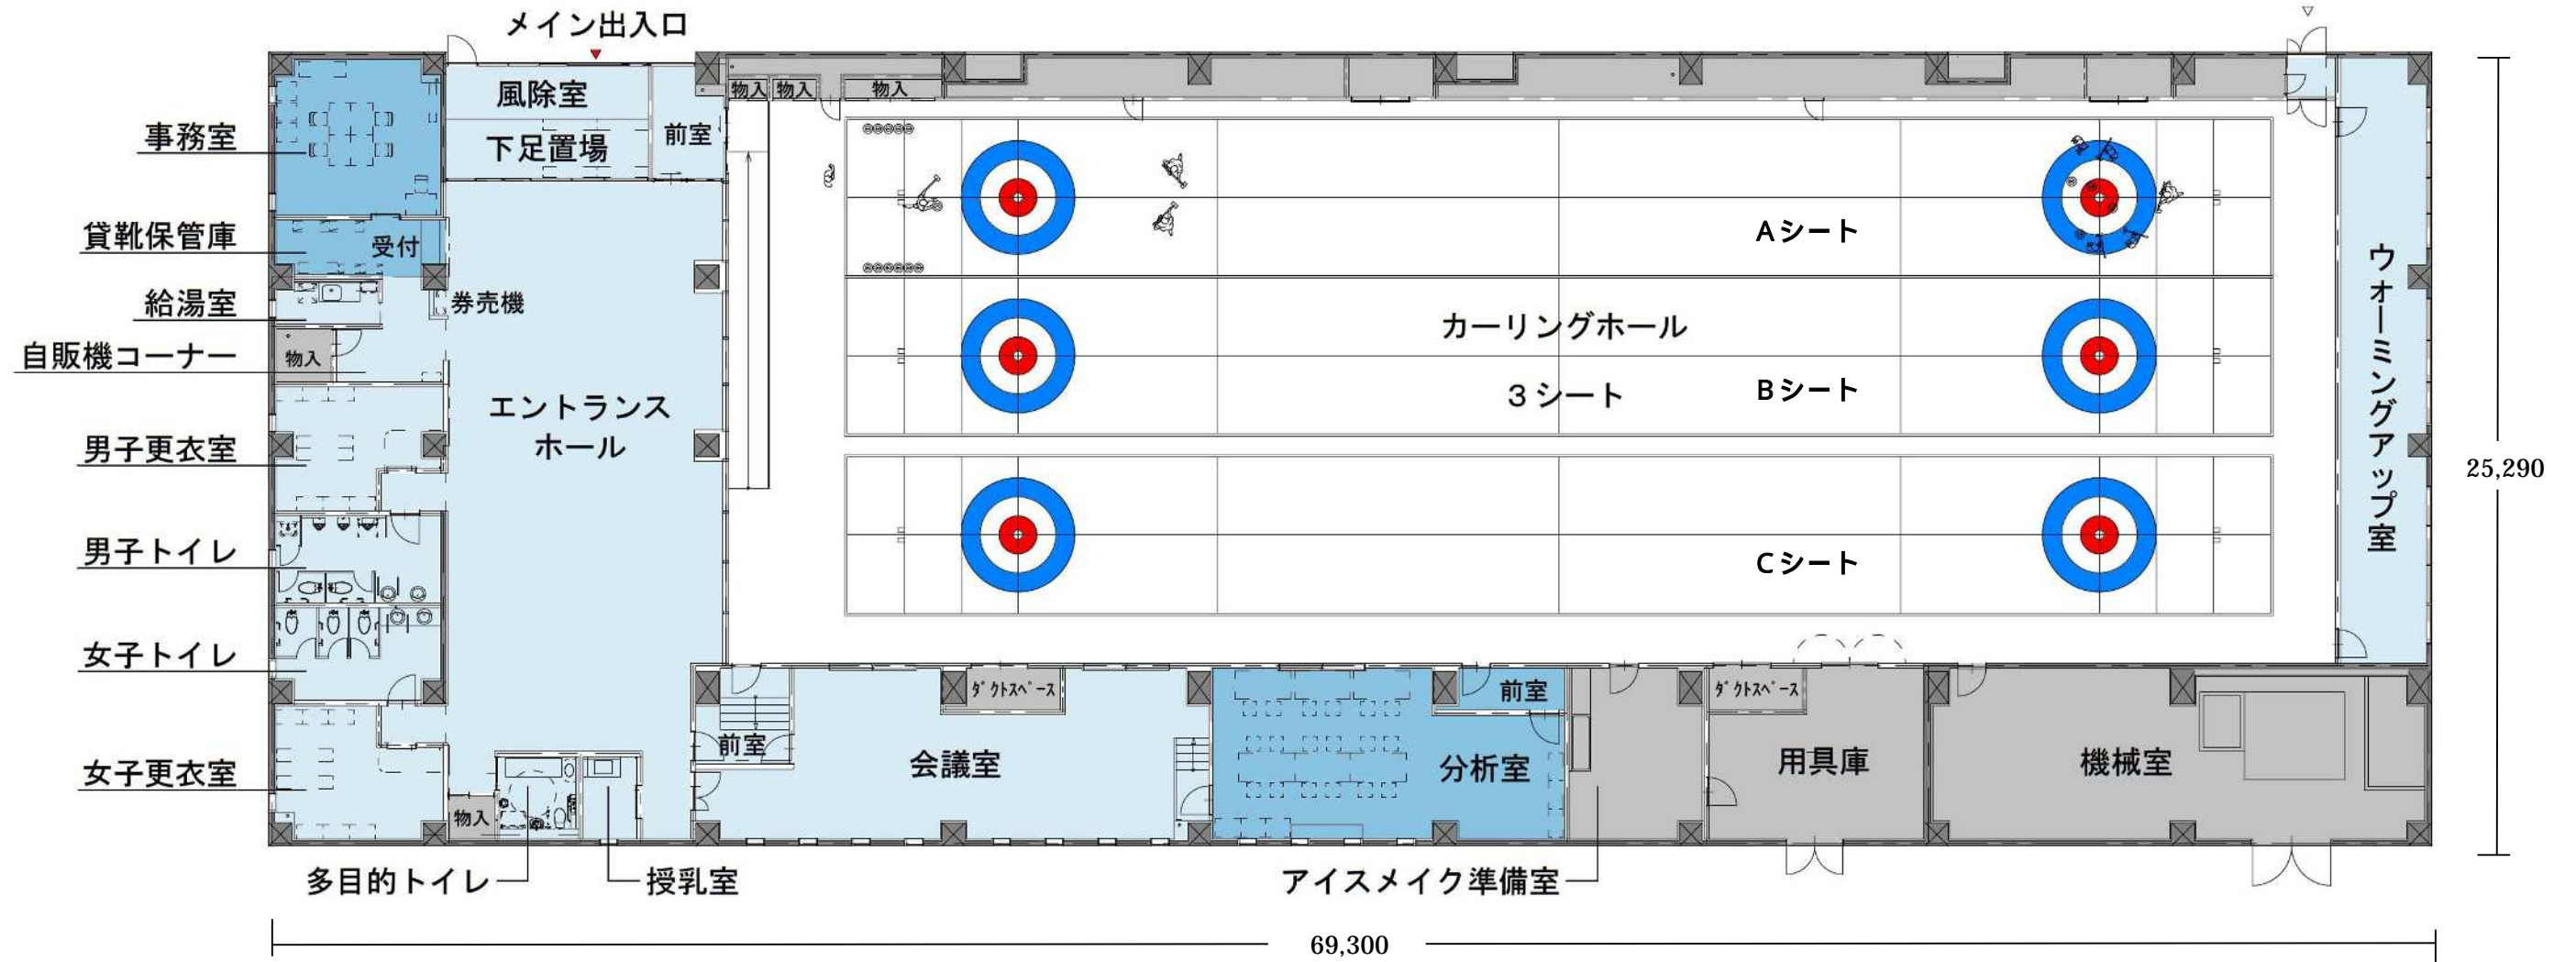 メイン出入口
風除室
下足置場
前室
物入
物入
物入
事務室
貸靴保管庫
受付
給湯室
券売機
自販機コーナー
物入
エントランス
ホール
男子更衣室
男子トイレ
女子トイレ
女子更衣室
物入
多目的トイレ
授乳室
Aシート
カーリングホール
3シート
Bシート
Cシート
ウオーミングアップ室
前室
会議室
ダクトスペース
分析室
前室
アイスメイク準備室
ダクトスペース
用具庫
機械室
25,290
69,300